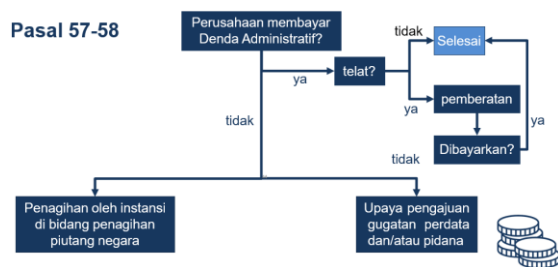 Pasal 57-58
Perusahaan membayar
Denda Administratif?
tidak
Selesai
ya
telat?
ya
pemberatan
ya
tidak
Dibayarkan?
tidak
Penagihan oleh instansi
di bidang penagihan
piutang negara
Upaya pengajuan
gugatan perdata
dan/atau pidana